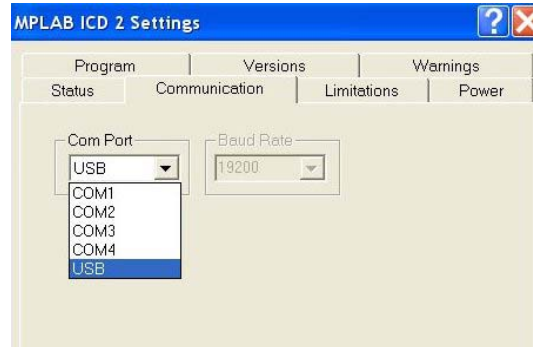 MPLAB ICD 2 Settings
Program Versions Warnings
Status Communication Limitations Power
Com Port Baud Rate
USB 19200
COM1
COM2
COM3
COM4
USB